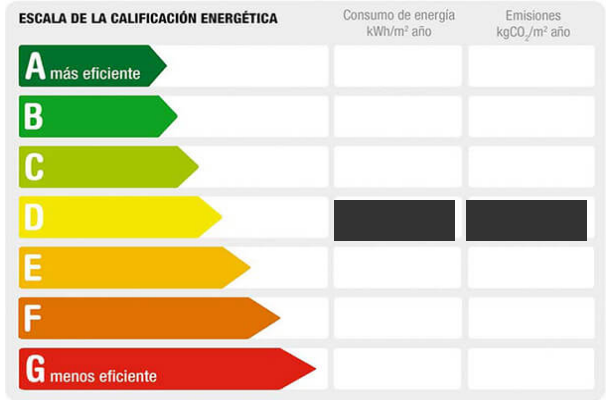 ESCALA DE LA CALIFICACIÓN ENERGÉTICA
Consumo de energía
kWh/m² año
Emisiones
kgCO₂/m² año
A más eficiente
B
C
D
E
F
G menos eficiente